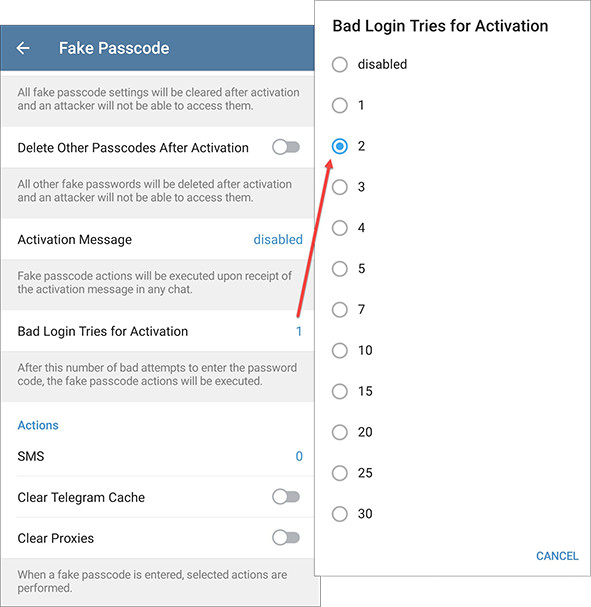 Fake Passcode
All fake passcode settings will be cleared after activation
and an attacker will not be able to access them.
Delete Other Passcodes After Activation
All other fake passwords will be deleted after activation
and an attacker will not be able to access them.
Activation Message disabled
Fake passcode actions will be executed upon receipt of
the activation message in any chat.
Bad Login Tries for Activation 1
After this number of bad attempts to enter the password
code, the fake passcode actions will be executed.
Actions
SMS 0
Clear Telegram Cache
Clear Proxies
When a fake passcode is entered, selected actions are
performed.
Bad Login Tries for Activation
disabled
1
2
3
4
5
7
10
15
20
25
30
CANCEL